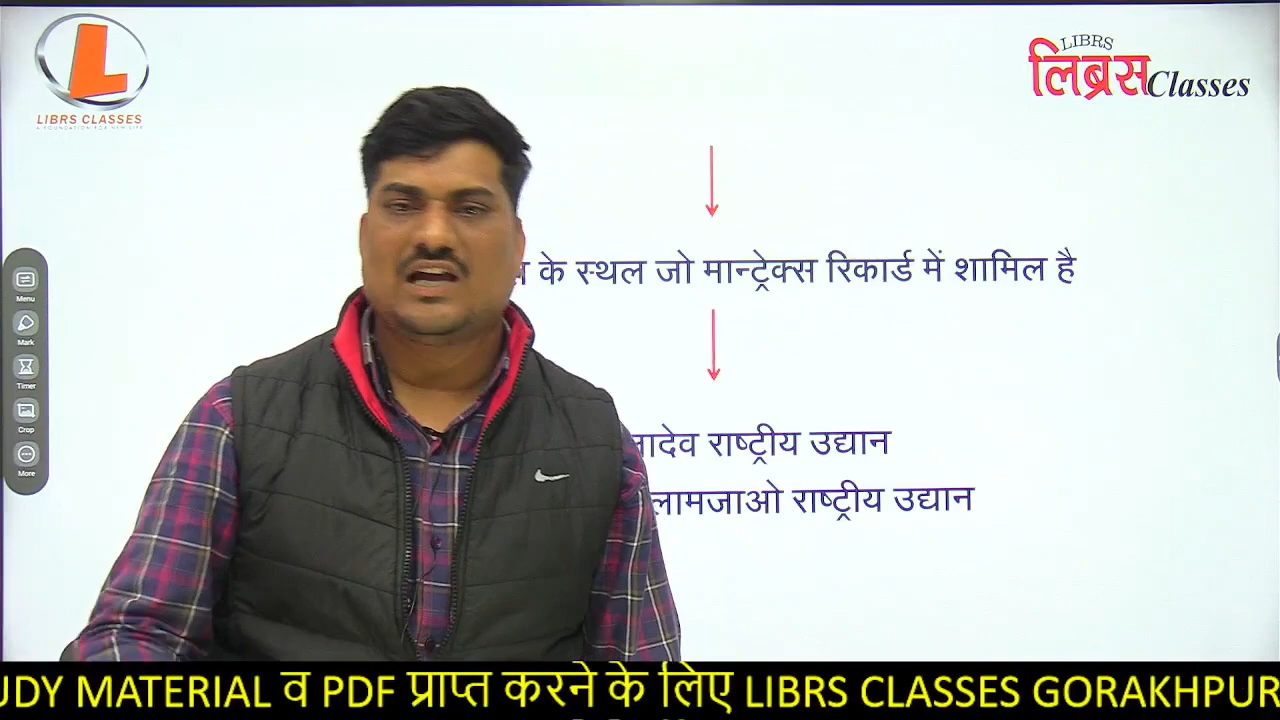 LIBRS CLASSES
A FOUNDATION FOR NEW LIFE
LIBRS
लिब्रस Classes
के स्थल जो मान्ट्रेक्स रिकार्ड में शामिल है
राष्ट्रीय उद्यान
लामजाओ राष्ट्रीय उद्यान
Menu
Mark
Timer
Crop
More
MATERIAL व PDF प्राप्त करने के लिए LIBRS CLASSES GORAKHPUR